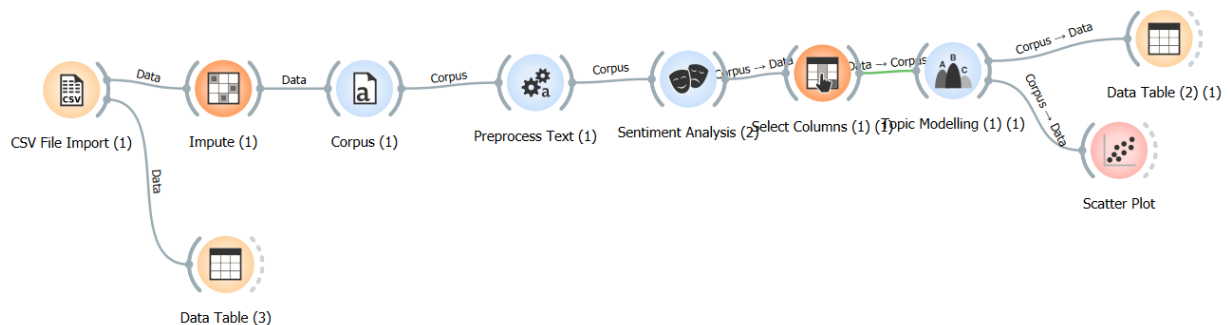 Corpus → Data
Data Table (2) (1)
Corpus → Data
Scatter Plot
CSV
CSV File Import (1)
Data
Impute (1)
Data
a
Corpus (1)
Corpus
a
Preprocess Text (1)
Corpus
Sentiment Analysis (2)
Corpus → Data
Select Columns (1) (1)
Data → Corpus
A B C
Topic Modelling (1) (1)
Data
Data Table (3)